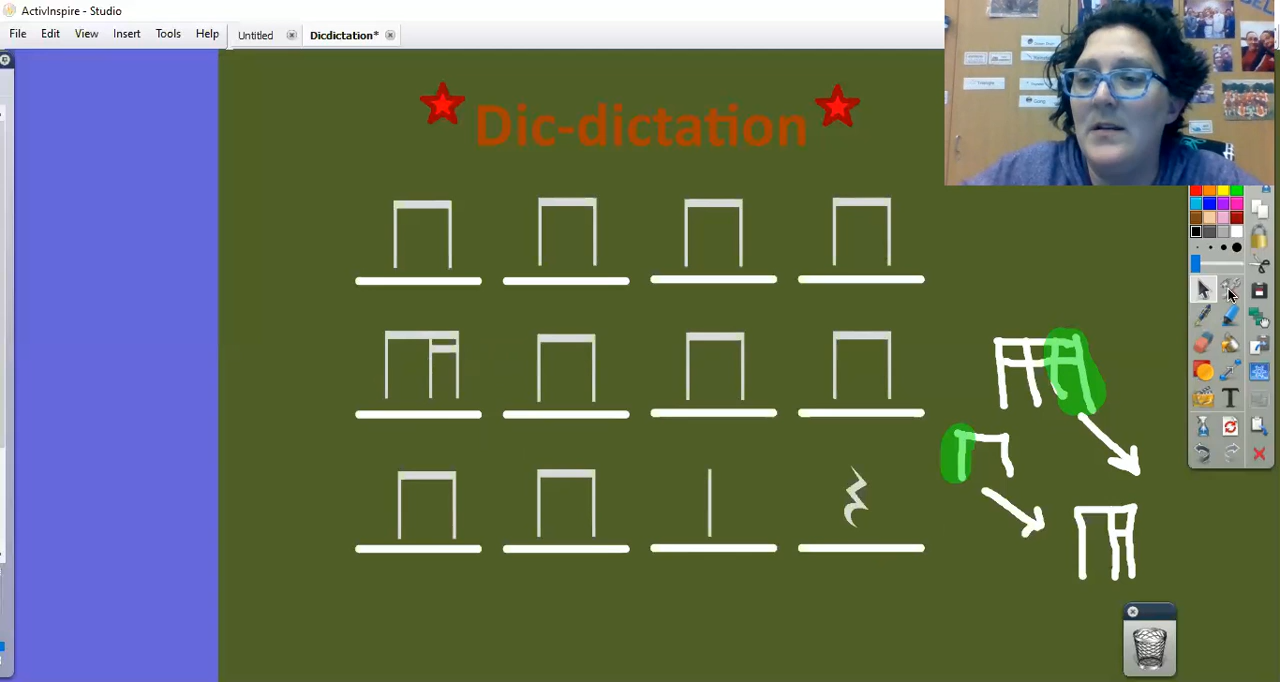 ActivInspire - Studio
File Edit View Insert Tools Help Untitled Dicdictation*
Dic-dictation
T